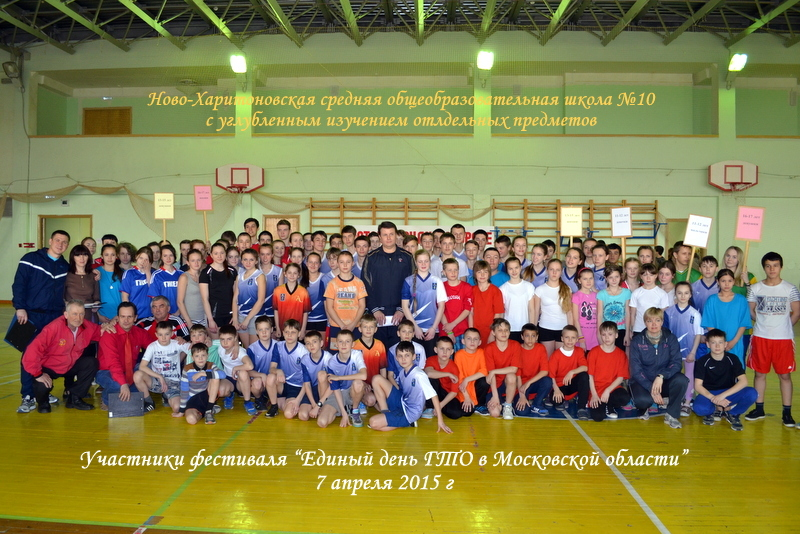 Ново-Харитоновская средняя общеобразовательная школа №10
с углубленным изучением отлдельных предметов
Участники фестиваля “Единый день ГТО в Московской области”
7 апреля 2015 г